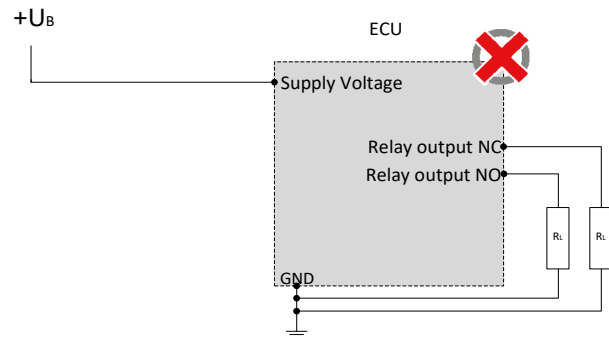 +UB
ECU
Supply Voltage
Relay output NC
Relay output NO
RL
RL
GND